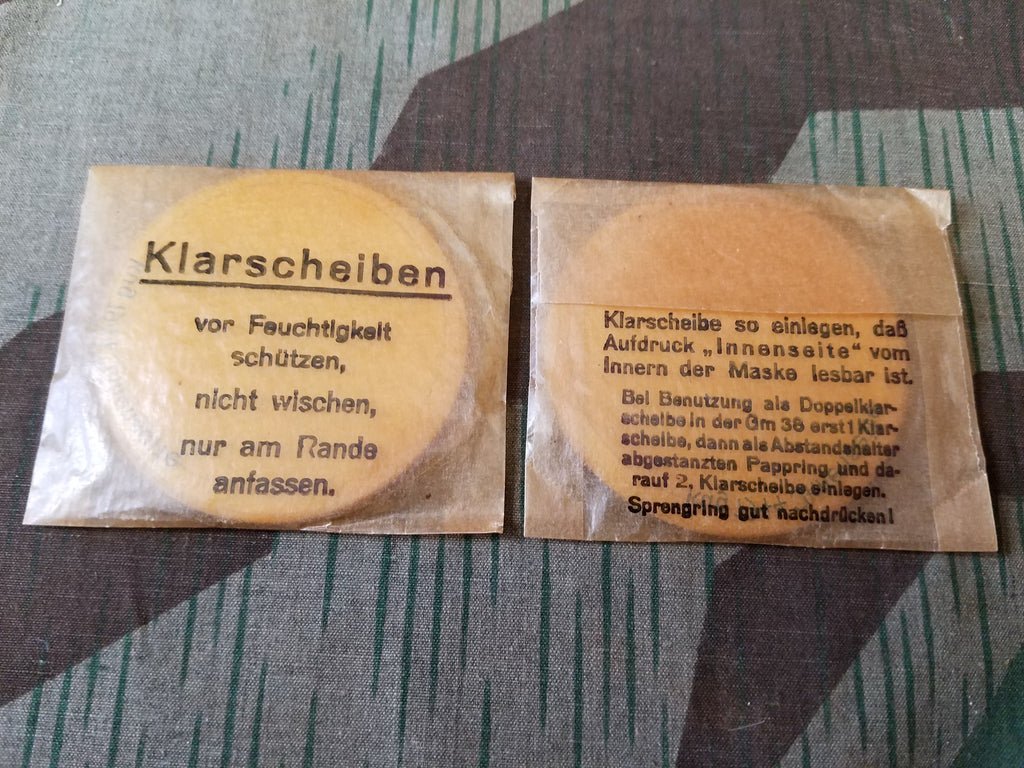 Klarscheiben
vor Feuchtigkeit
schützen,
nicht wischen,
nur am Rande
anfassen.
Klarscheibe so einlegen, daß
Aufdruck „Innenseite“ vom
Innern der Maske lesbar ist.
Bei Benutzung als Doppelklar-
scheibe in der Gm 38 erst 1 Klar-
scheibe, dann als Abstandshalter
abgestanzten Pappring und da-
rauf 2. Klarscheibe einlegen.
Sprengring gut nachdrücken!